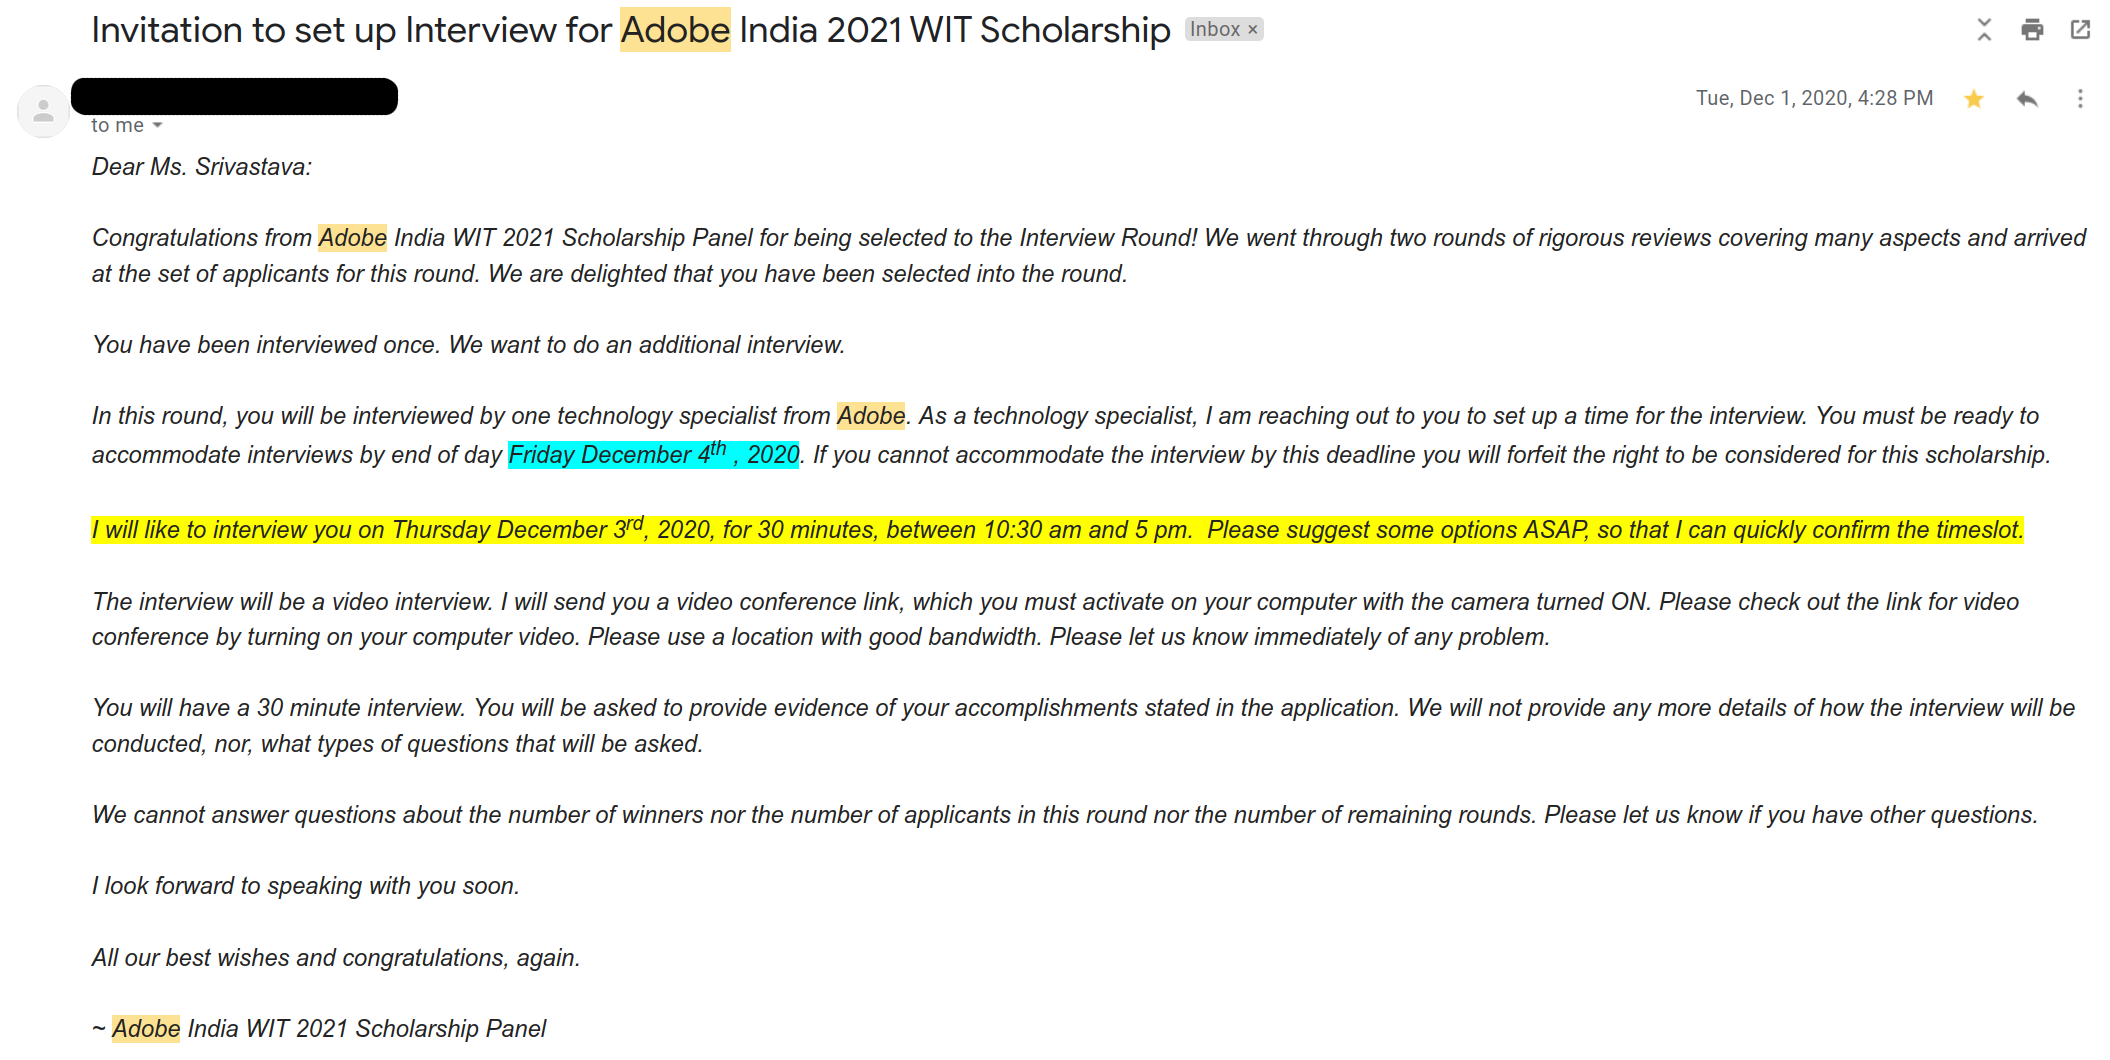 Invitation to set up Interview for Adobe India 2021 WIT Scholarship Inbox ×
Tue, Dec 1, 2020, 4:28 PM
to me
Dear Ms. Srivastava:
Congratulations from Adobe India WIT 2021 Scholarship Panel for being selected to the Interview Round! We went through two rounds of rigorous reviews covering many aspects and arrived
at the set of applicants for this round. We are delighted that you have been selected into the round.
You have been interviewed once. We want to do an additional interview.
In this round, you will be interviewed by one technology specialist from Adobe. As a technology specialist, I am reaching out to you to set up a time for the interview. You must be ready to
accommodate interviews by end of day Friday December 4th , 2020. If you cannot accommodate the interview by this deadline you will forfeit the right to be considered for this scholarship.
I will like to interview you on Thursday December 3rd, 2020, for 30 minutes, between 10:30 am and 5 pm.  Please suggest some options ASAP, so that I can quickly confirm the timeslot.
The interview will be a video interview. I will send you a video conference link, which you must activate on your computer with the camera turned ON. Please check out the link for video
conference by turning on your computer video. Please use a location with good bandwidth. Please let us know immediately of any problem.
You will have a 30 minute interview. You will be asked to provide evidence of your accomplishments stated in the application. We will not provide any more details of how the interview will be
conducted, nor, what types of questions that will be asked.
We cannot answer questions about the number of winners nor the number of applicants in this round nor the number of remaining rounds. Please let us know if you have other questions.
I look forward to speaking with you soon.
All our best wishes and congratulations, again.
~ Adobe India WIT 2021 Scholarship Panel